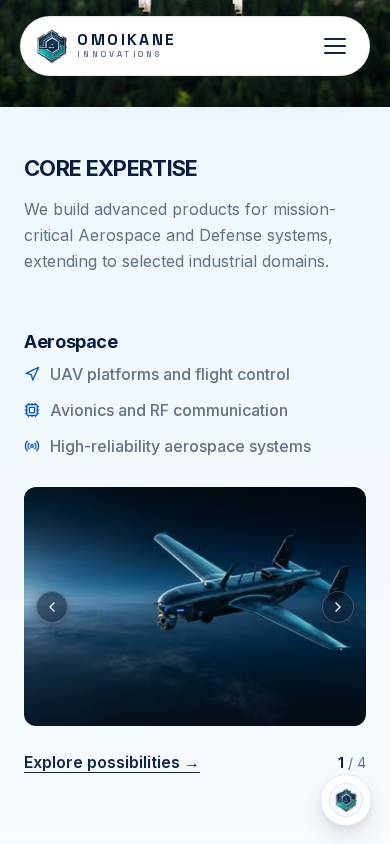 OMOIKANE
INNOVATIONS
CORE EXPERTISE
We build advanced products for mission-
critical Aerospace and Defense systems,
extending to selected industrial domains.
Aerospace
UAV platforms and flight control
Avionics and RF communication
High-reliability aerospace systems
Explore possibilities →
1 / 4